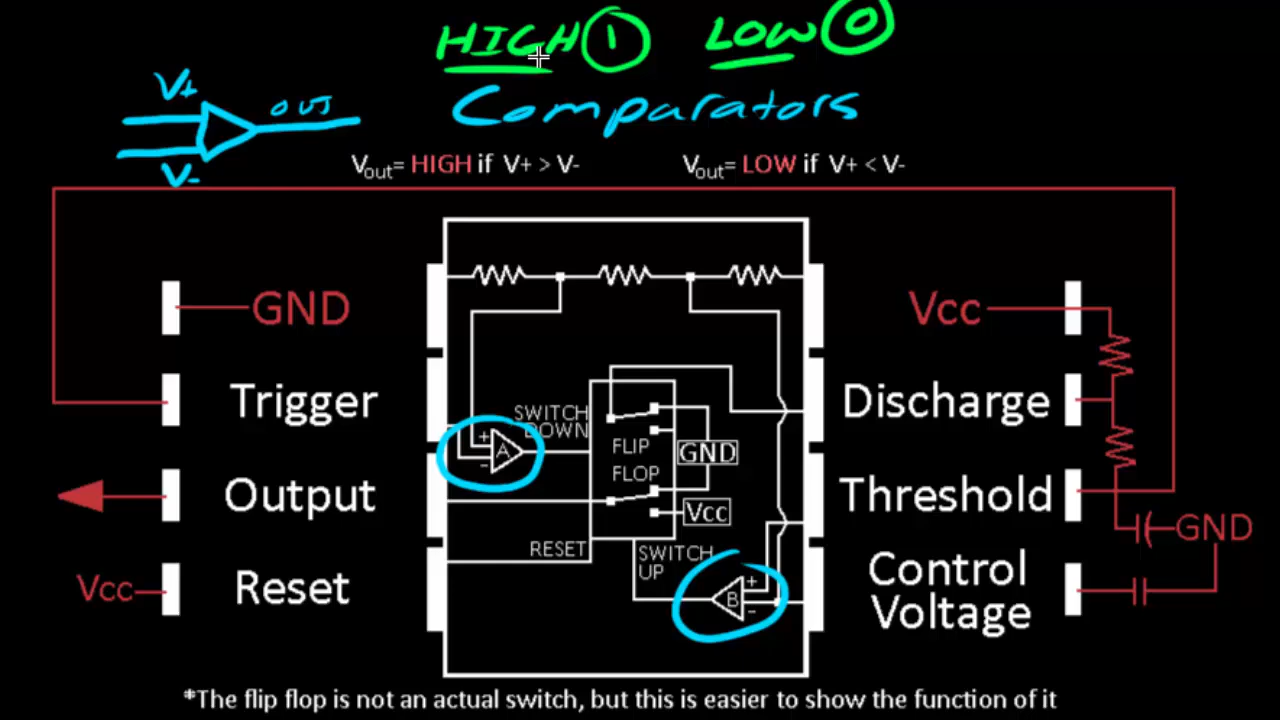 HIGH 1 LOW 0
V+ OUT Comparators
V-
Vout= HIGH if V+ > V- Vout= LOW if V+ < V-
GND Vcc
Trigger Discharge
SWITCH
DOWN
+
A
-
FLIP
FLOP
GND
Output Threshold
Vcc
GND
RESET
SWITCH
UP
Vcc Reset
+
B
-
Control
Voltage
*The flip flop is not an actual switch, but this is easier to show the function of it